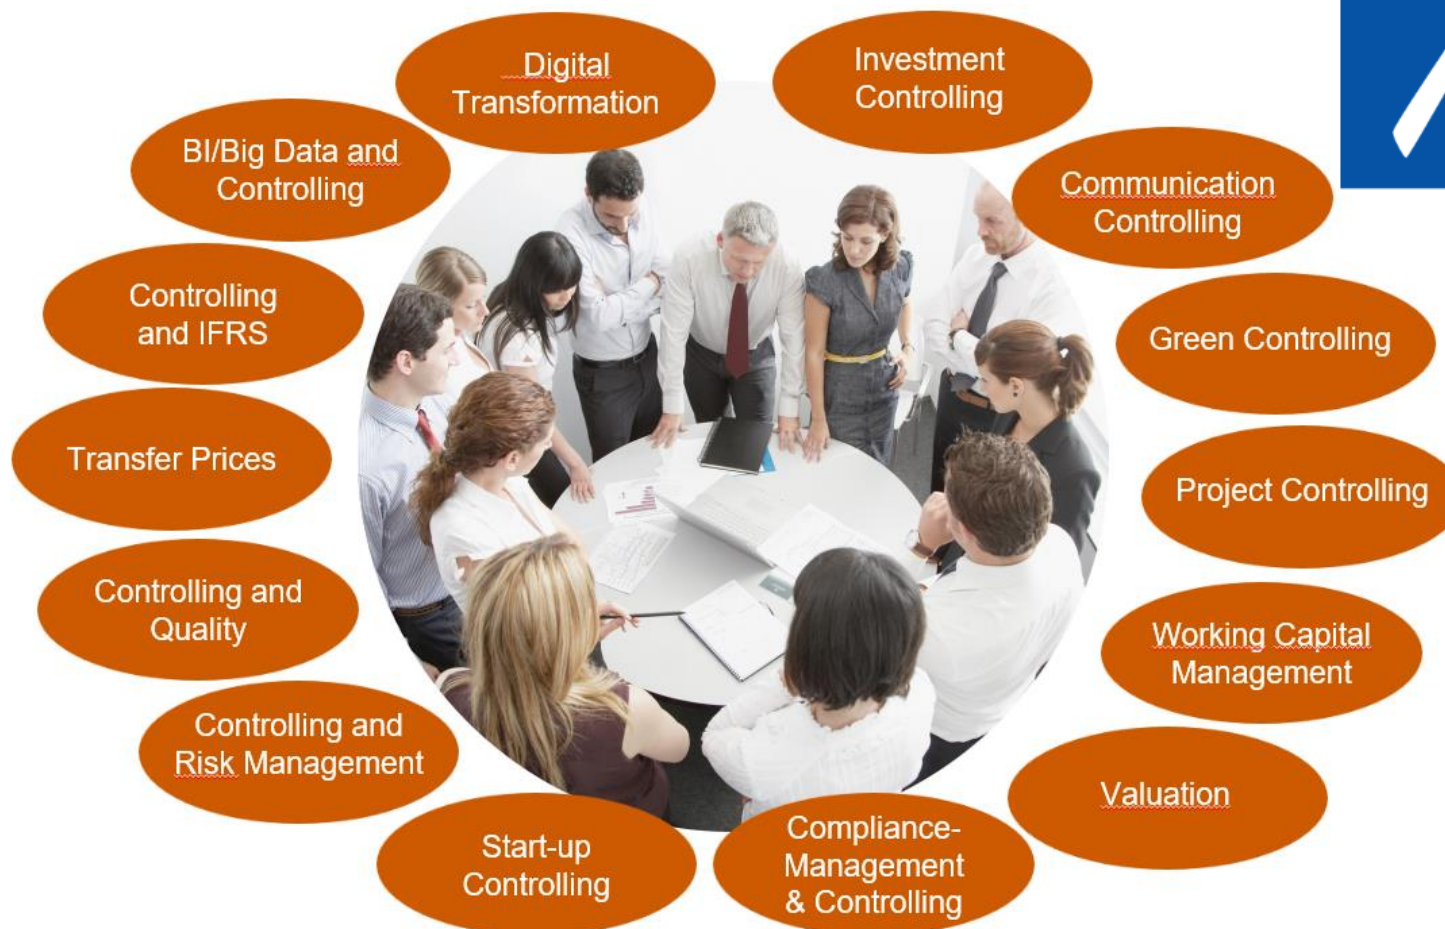 Digital
Transformation
Investment
Controlling
BI/Big Data and
Controlling
Communication
Controlling
Controlling
and IFRS
Green Controlling
Transfer Prices
Project Controlling
Controlling and
Quality
Working Capital
Management
Controlling and
Risk Management
Valuation
Start-up
Controlling
Compliance-
Management
& Controlling